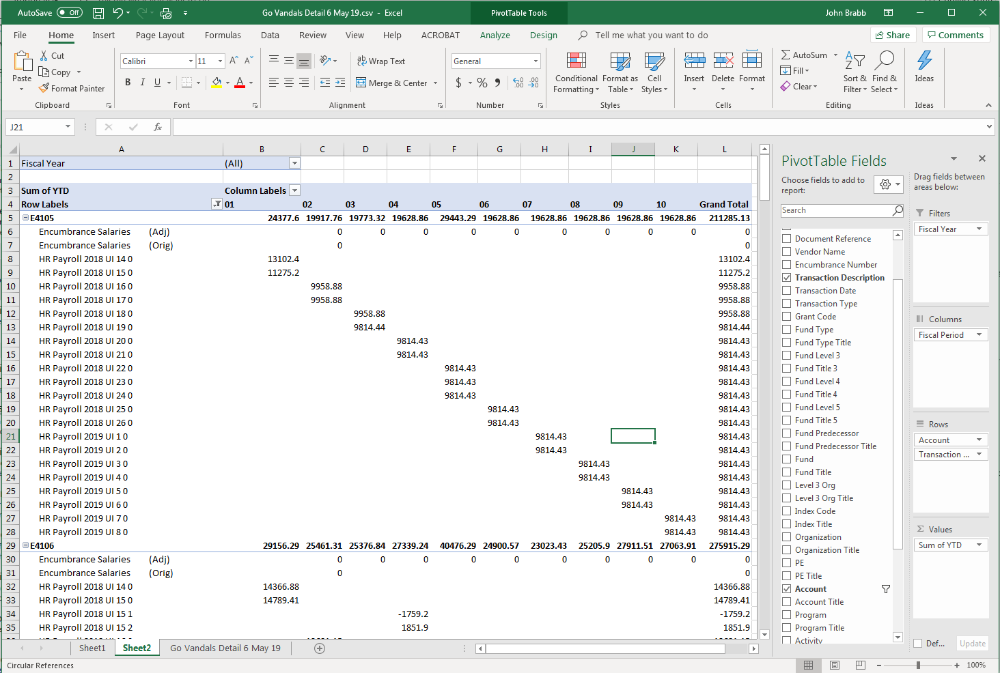 AutoSave Off Go Vandals Detail 6 May 19.csv - Excel PivotTable Tools John Brabb
File Home Insert Page Layout Formulas Data Review View Help ACROBAT Analyze Design Tell me what you want to do Share Comments
Paste Cut Copy Format Painter
Calibri 11 B I U A
Wrap Text Merge & Center
General $ % 9
Conditional Formatting Format as Table Cell Styles
Insert Delete Format
AutoSum Fill Clear Sort & Filter Find & Select Ideas
Clipboard Font Alignment Number Styles Cells Editing Ideas
J21 fx
A B C D E F G H I J K L
1 Fiscal Year (All)
2
3 Sum of YTD Column Labels
4 Row Labels 01 02 03 04 05 06 07 08 09 10 Grand Total
5 E4105 24377.6 19917.76 19773.32 19628.86 29443.29 19628.86 19628.86 19628.86 19628.86 19628.86 211285.13
6 Encumbrance Salaries (Adj) 0 0 0 0 0 0 0 0 0 0
7 Encumbrance Salaries (Orig) 0 0
8 HR Payroll 2018 UI 14 0 13102.4 13102.4
9 HR Payroll 2018 UI 15 0 11275.2 11275.2
10 HR Payroll 2018 UI 16 0 9958.88 9958.88
11 HR Payroll 2018 UI 17 0 9958.88 9958.88
12 HR Payroll 2018 UI 18 0 9958.88 9958.88
13 HR Payroll 2018 UI 19 0 9814.44 9814.44
14 HR Payroll 2018 UI 20 0 9814.43 9814.43
15 HR Payroll 2018 UI 21 0 9814.43 9814.43
16 HR Payroll 2018 UI 22 0 9814.43 9814.43
17 HR Payroll 2018 UI 23 0 9814.43 9814.43
18 HR Payroll 2018 UI 24 0 9814.43 9814.43
19 HR Payroll 2018 UI 25 0 9814.43 9814.43
20 HR Payroll 2018 UI 26 0 9814.43 9814.43
21 HR Payroll 2019 UI 1 0 9814.43 9814.43
22 HR Payroll 2019 UI 2 0 9814.43 9814.43
23 HR Payroll 2019 UI 3 0 9814.43 9814.43
24 HR Payroll 2019 UI 4 0 9814.43 9814.43
25 HR Payroll 2019 UI 5 0 9814.43 9814.43
26 HR Payroll 2019 UI 6 0 9814.43 9814.43
27 HR Payroll 2019 UI 7 0 9814.43 9814.43
28 HR Payroll 2019 UI 8 0 9814.43 9814.43
29 E4106 29156.29 25461.31 25376.84 27339.24 40476.29 24900.57 23023.43 25205.9 27911.51 27063.91 275915.29
30 Encumbrance Salaries (Adj) 0 0 0 0 0 0 0 0 0 0
31 Encumbrance Salaries (Orig) 0 0
32 HR Payroll 2018 UI 14 0 14366.88 14366.88
33 HR Payroll 2018 UI 15 0 14789.41 14789.41
34 HR Payroll 2018 UI 15 1 -1759.2 -1759.2
35 HR Payroll 2018 UI 15 2 1851.9 1851.9
PivotTable Fields
Choose fields to add to report:
Search
Document Reference
Vendor Name
Encumbrance Number
Transaction Description
Transaction Date
Transaction Type
Grant Code
Fund Type
Fund Type Title
Fund Level 3
Fund Title 3
Fund Level 4
Fund Title 4
Fund Level 5
Fund Title 5
Fund Predecessor
Fund Predecessor Title
Fund
Fund Title
Level 3 Org
Level 3 Org Title
Index Code
Index Title
Organization
Organization Title
PE
PE Title
Account
Account Title
Program
Program Title
Activity
Drag fields between areas below:
Filters
Fiscal Year
Columns
Fiscal Period
Rows
Account
Transaction ...
Σ Values
Sum of YTD
Def... Update
Sheet1 Sheet2 Go Vandals Detail 6 May 19
Circular References 100%